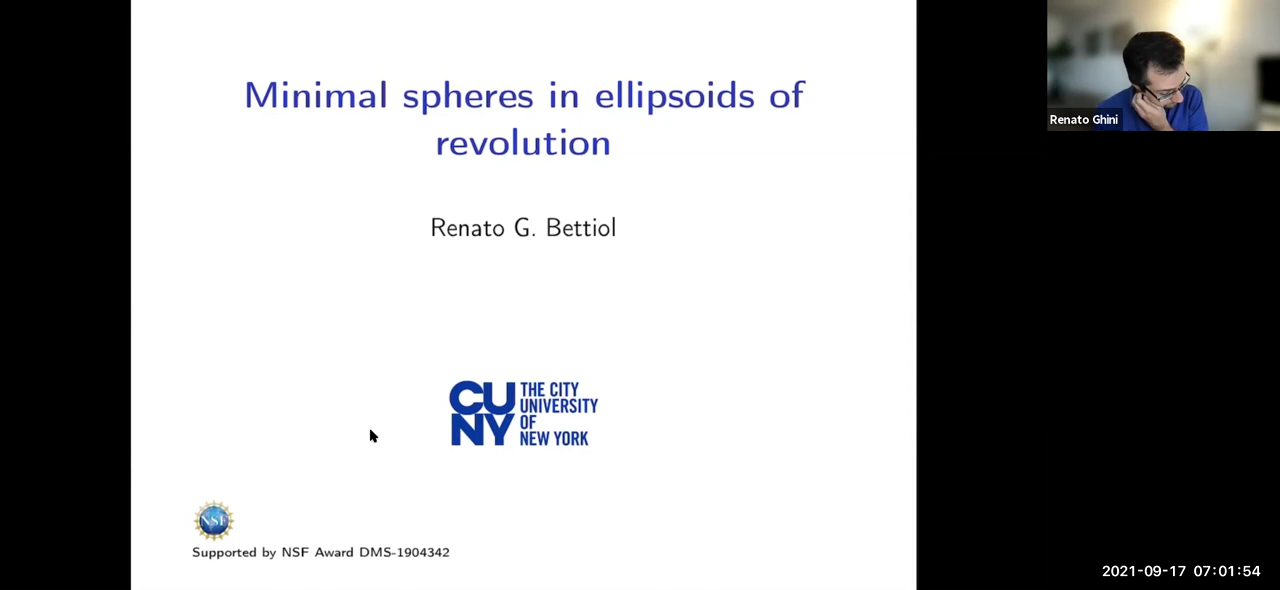 Minimal spheres in ellipsoids of
revolution
Renato G. Bettiol
CU
NY
THE CITY
UNIVERSITY
OF
NEW YORK
NSF
Supported by NSF Award DMS-1904342
Renato Ghini
2021-09-17 07:01:54